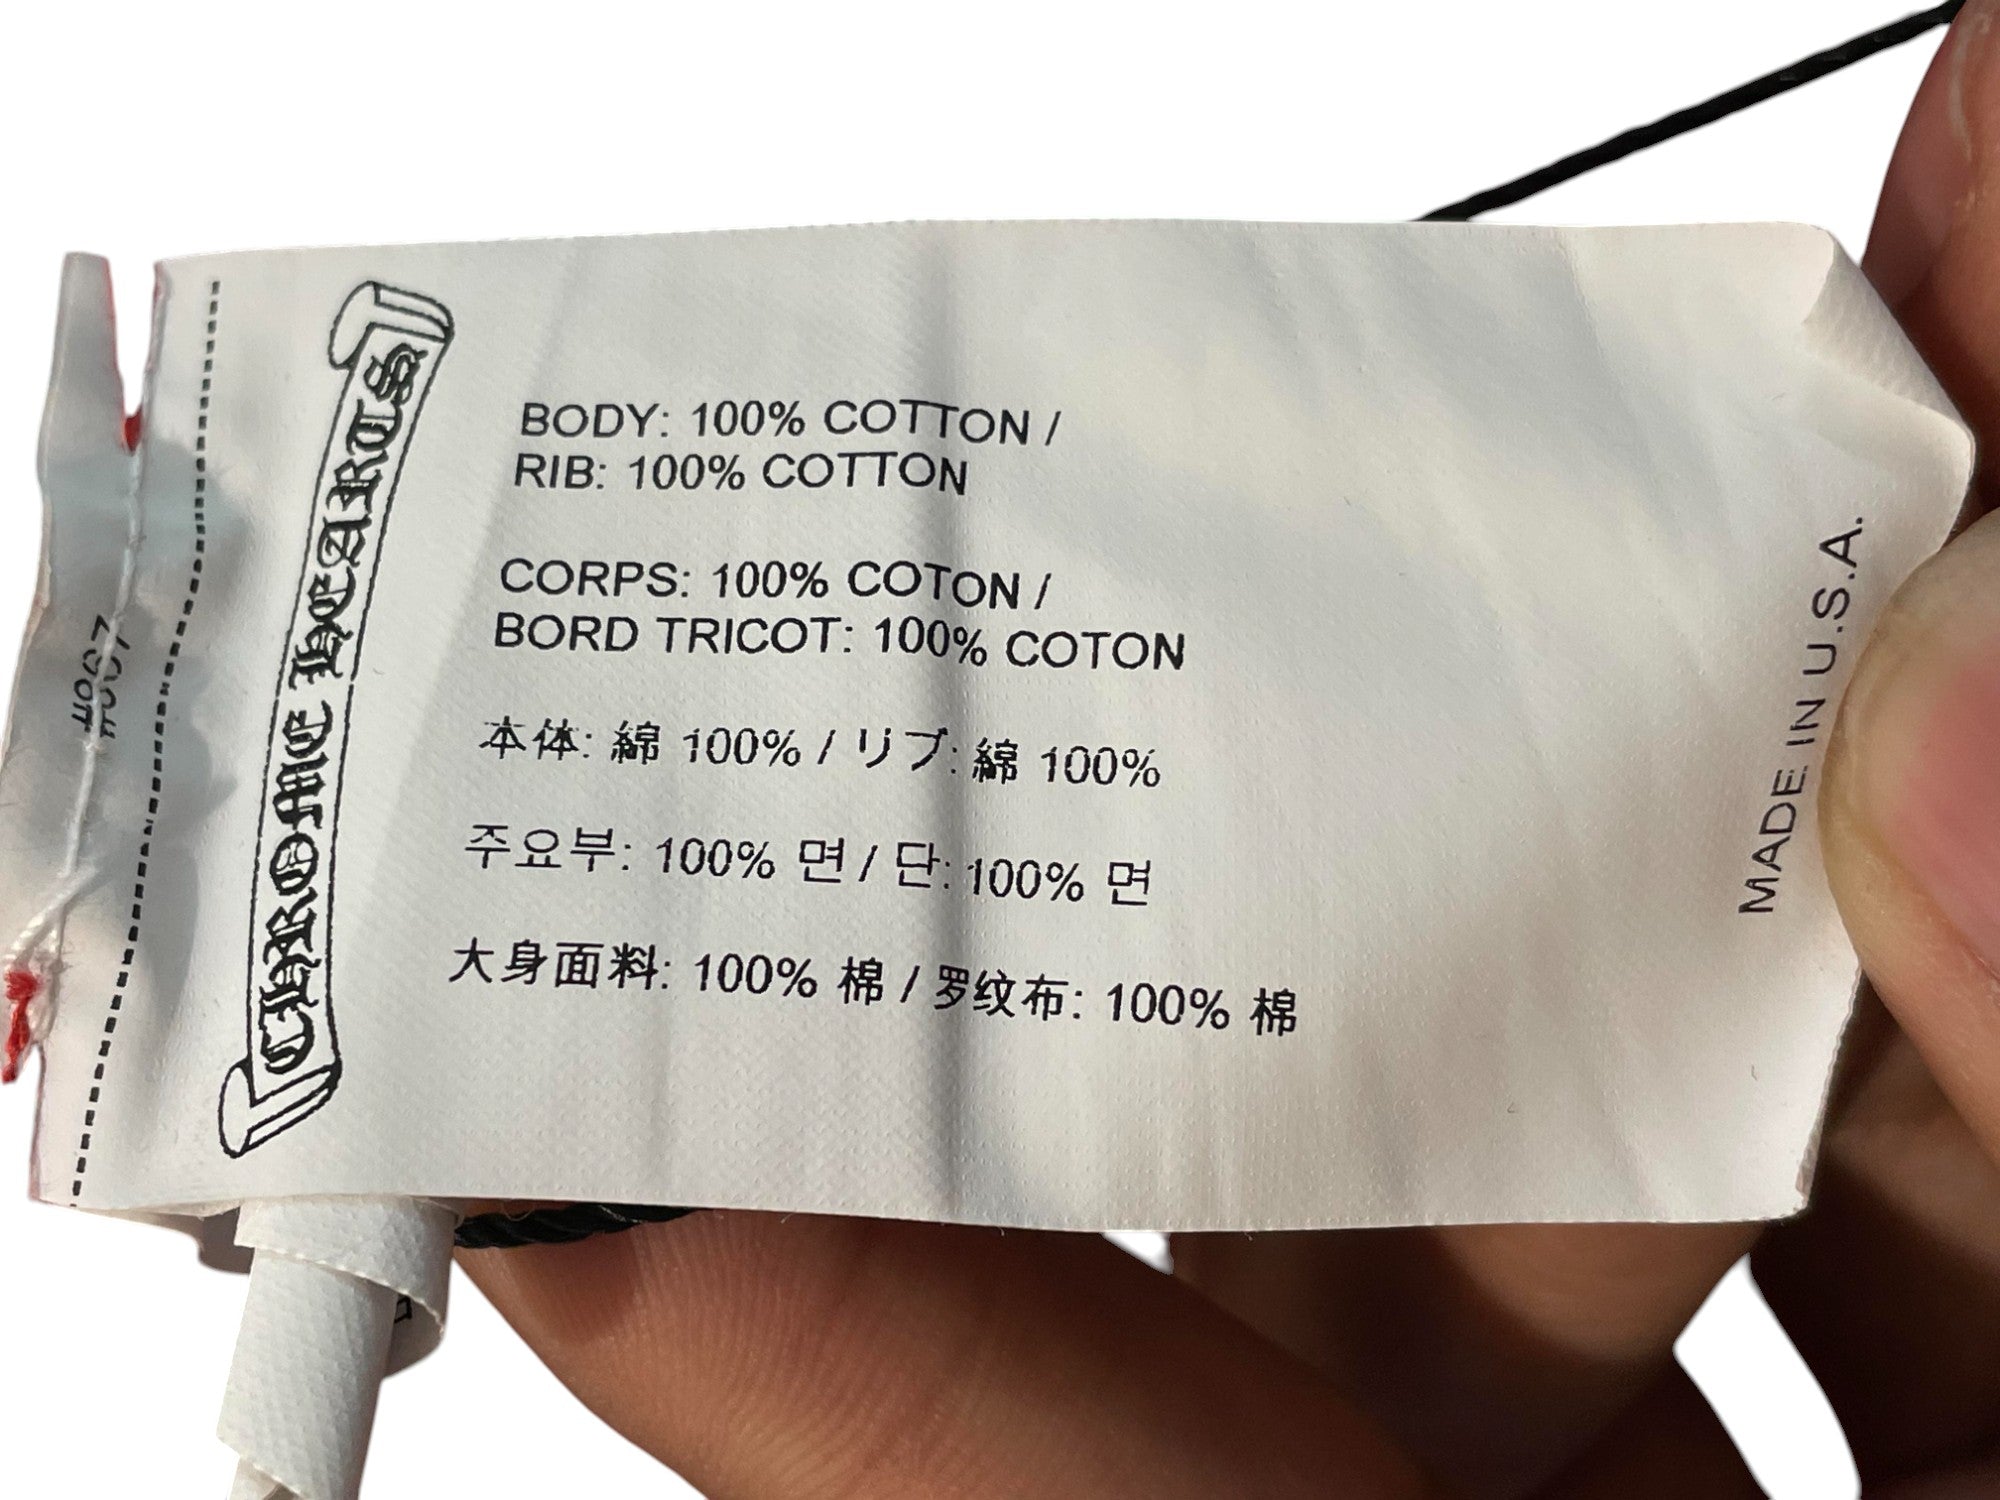 CHROME HEARTS
BODY: 100% COTTON /
RIB: 100% COTTON
CORPS: 100% COTON /
BORD TRICOT: 100% COTON
本体: 綿 100% / リブ: 綿 100%
주요부: 100% 면 / 단: 100% 면
大身面料: 100% 棉 / 罗纹布: 100% 棉
MADE IN U.S.A.